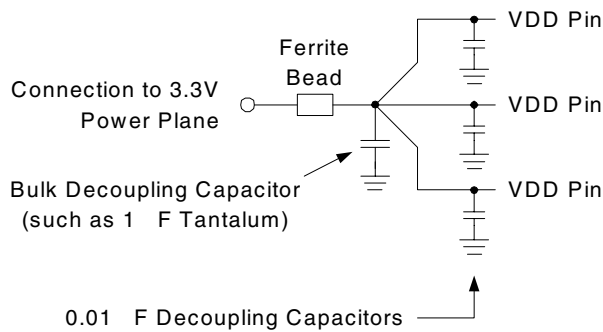 VDD Pin
Ferrite
Bead
Connection to 3.3V
Power Plane
VDD Pin
Bulk Decoupling Capacitor
(such as 1 F Tantalum)
VDD Pin
0.01 F Decoupling Capacitors